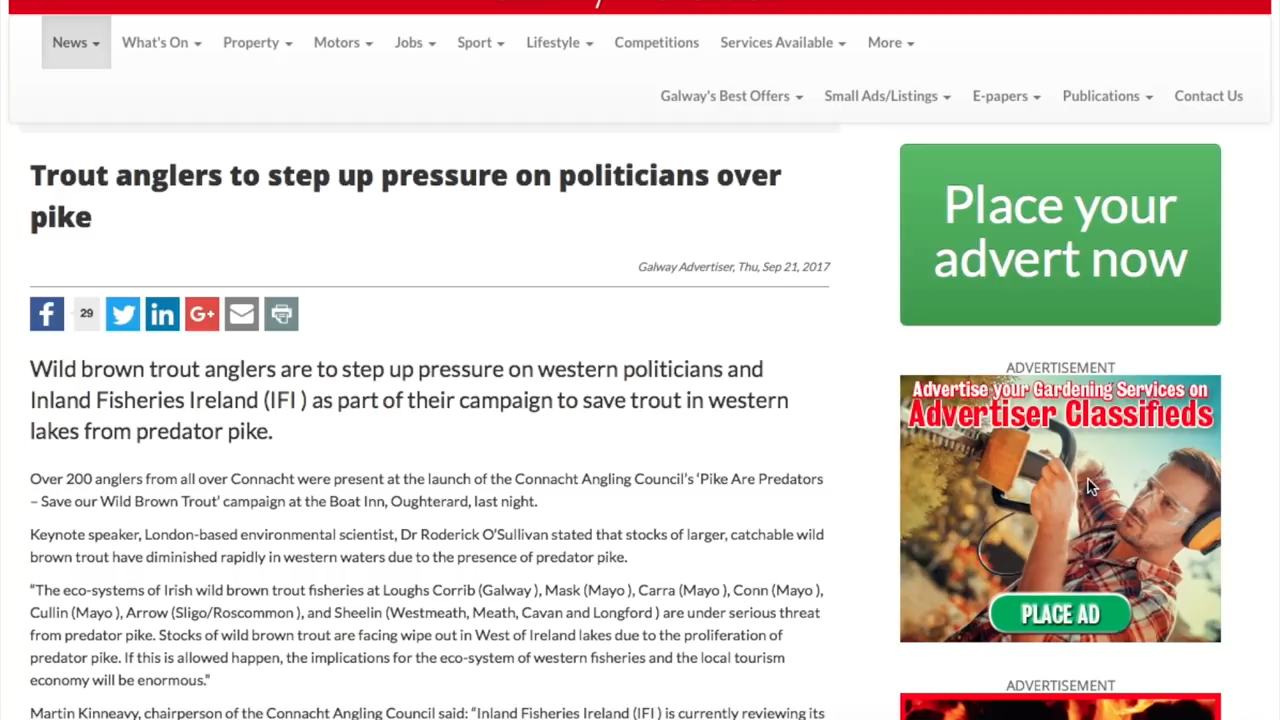 News
What's On
Property
Motors
Jobs
Sport
Lifestyle
Competitions
Services Available
More
Galway's Best Offers
Small Ads/Listings
E-papers
Publications
Contact Us
Trout anglers to step up pressure on politicians over
pike
Galway Advertiser, Thu, Sep 21, 2017
f
29
in
G+
Wild brown trout anglers are to step up pressure on western politicians and
Inland Fisheries Ireland (IFI ) as part of their campaign to save trout in western
lakes from predator pike.
Over 200 anglers from all over Connacht were present at the launch of the Connacht Angling Council's ‘Pike Are Predators
– Save our Wild Brown Trout’ campaign at the Boat Inn, Oughterard, last night.
Keynote speaker, London-based environmental scientist, Dr Roderick O’Sullivan stated that stocks of larger, catchable wild
brown trout have diminished rapidly in western waters due to the presence of predator pike.
“The eco-systems of Irish wild brown trout fisheries at Loughs Corrib (Galway ), Mask (Mayo ), Carra (Mayo ), Conn (Mayo ),
Cullin (Mayo ), Arrow (Sligo/Roscommon ), and Sheelin (Westmeath, Meath, Cavan and Longford ) are under serious threat
from predator pike. Stocks of wild brown trout are facing wipe out in West of Ireland lakes due to the proliferation of
predator pike. If this is allowed happen, the implications for the eco-system of western fisheries and the local tourism
economy will be enormous.”
Martin Kinneavy, chairperson of the Connacht Angling Council said: “Inland Fisheries Ireland (IFI ) is currently reviewing its
Place your
advert now
ADVERTISEMENT
Advertise your Gardening Services on
Advertiser Classifieds
PLACE AD
ADVERTISEMENT